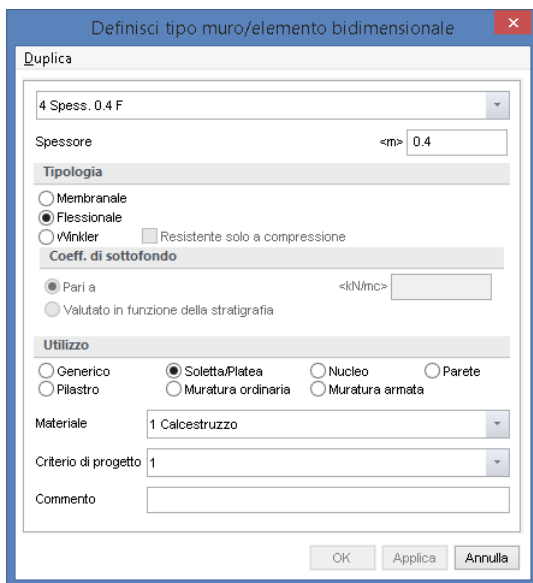 Definisci tipo muro/elemento bidimensionale
Duplica
4 Spess. 0.4 F
Spessore <m> 0.4
Tipologia
Membranale
Flessionale
Winkler Resistente solo a compressione
Coeff. di sottofondo
Pari a <kN/mc>
Valutato in funzione della stratigrafia
Utilizzo
Generico Soletta/Platea Nucleo Parete
Pilastro Muratura ordinaria Muratura armata
Materiale 1 Calcestruzzo
Criterio di progetto 1
Commento
OK Applica Annulla